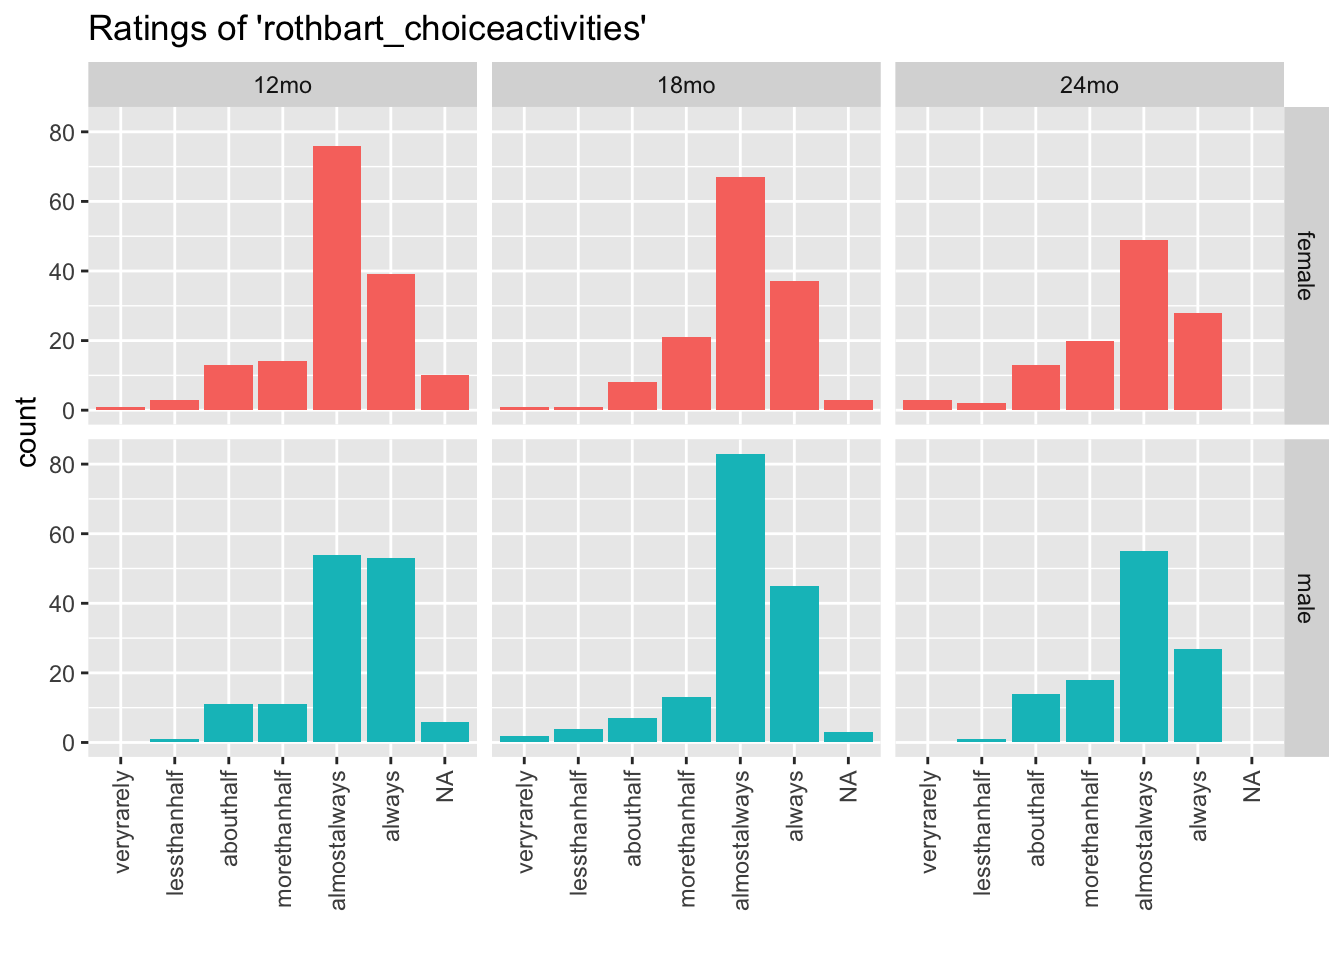 Ratings of 'rothbart_choiceactivities'
12mo 18mo 24mo
80
60
40
20
0
female
count
80
60
40
20
0
male
veryrarely lessthanhalf abouthalf morethanhalf almostalways always NA veryrarely lessthanhalf abouthalf morethanhalf almostalways always NA veryrarely lessthanhalf abouthalf morethanhalf almostalways always NA